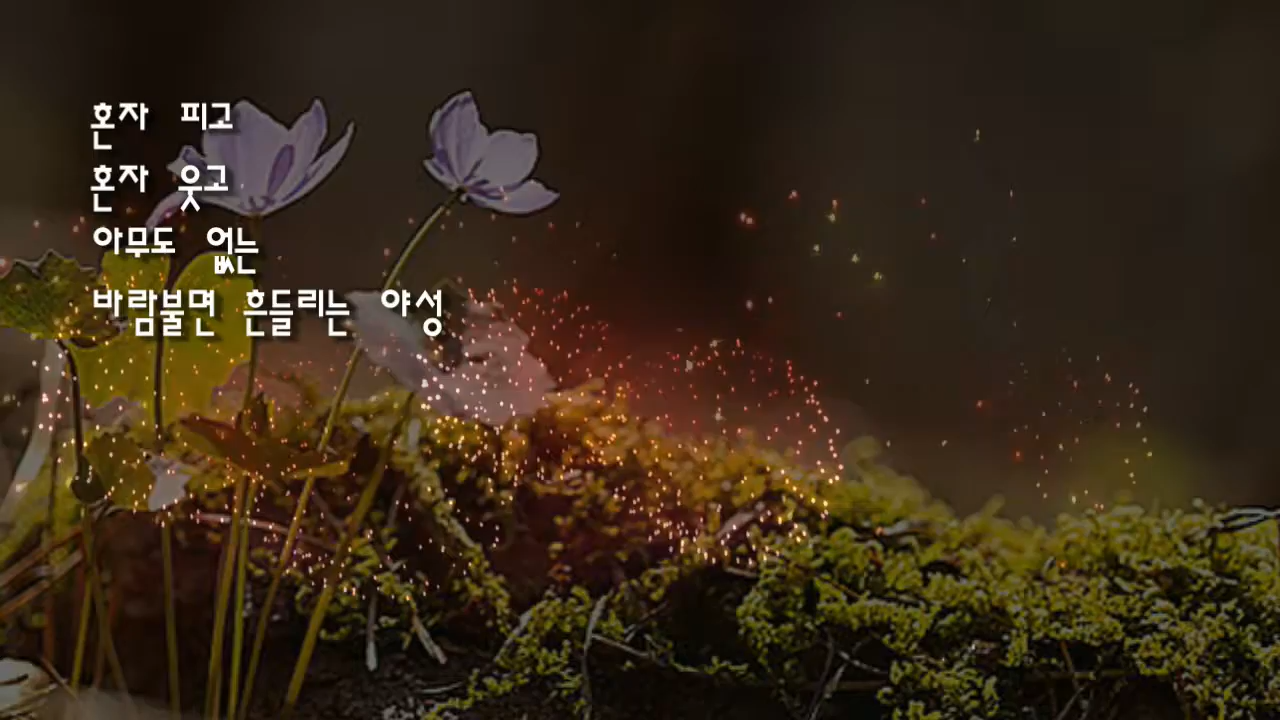 혼자 피고
혼자 웃고
아무도 없는
바람불면 흔들리는 야성